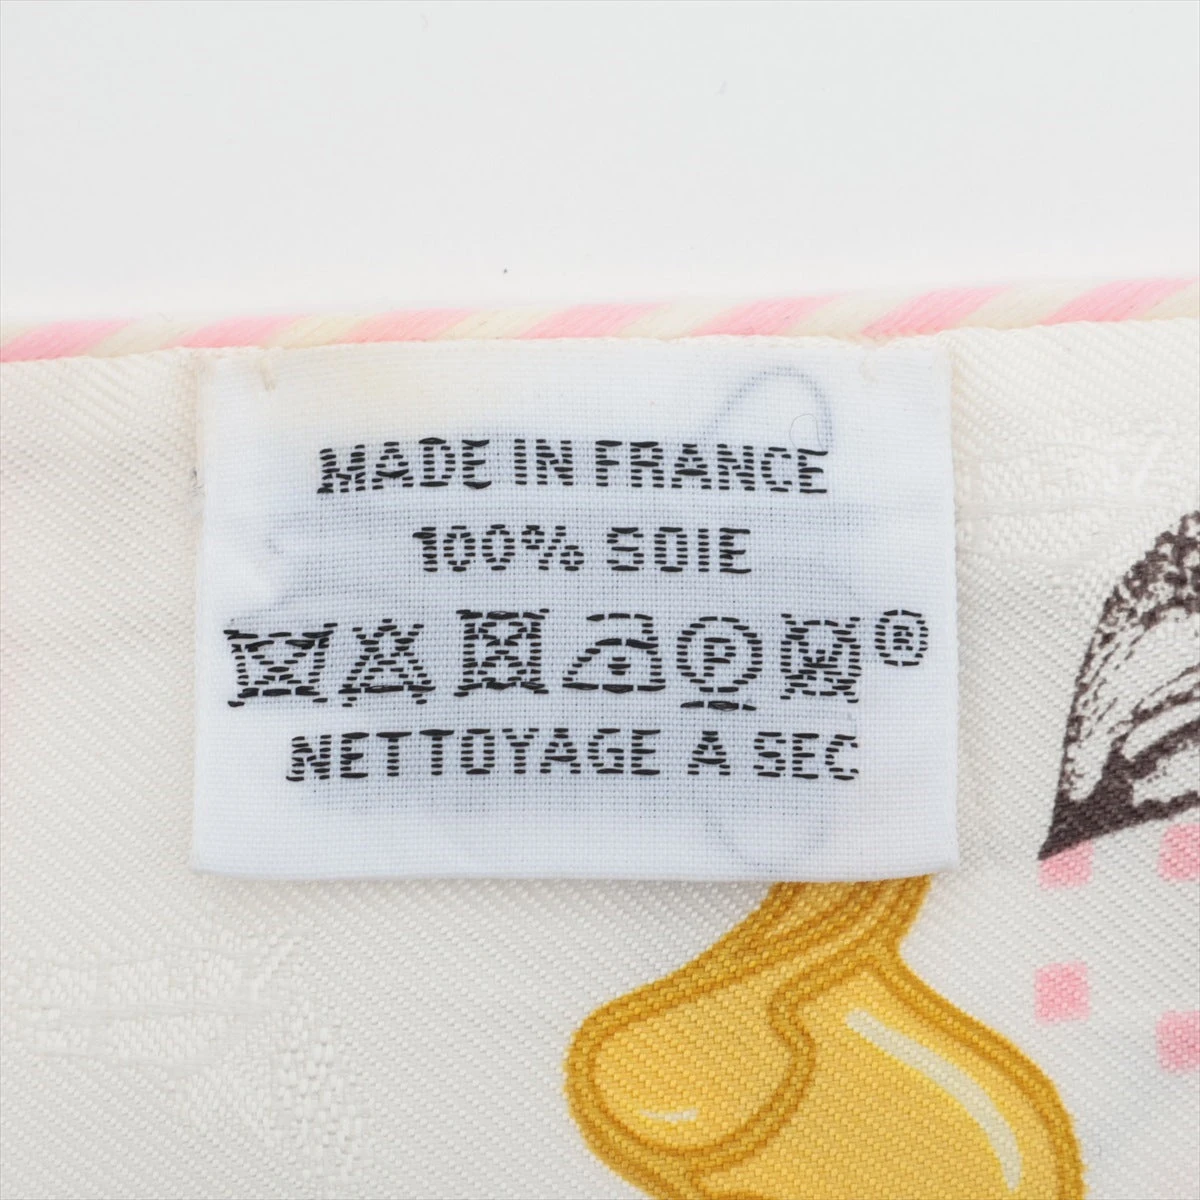 MADE IN FRANCE
100% SOIE
P W ®
NETTOYAGE A SEC